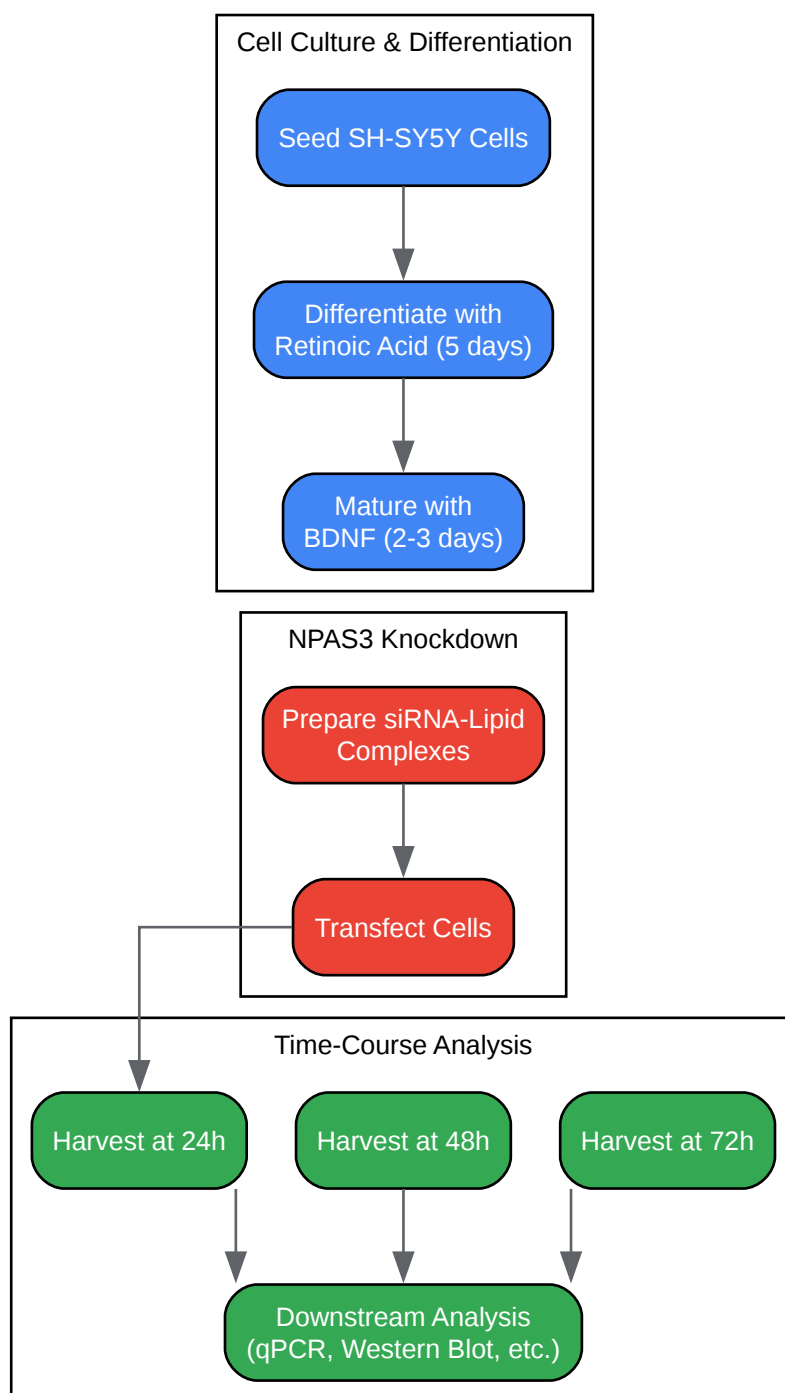 Cell Culture & Differentiation
Seed SH-SY5Y Cells
Differentiate with
Retinoic Acid (5 days)
Mature with
BDNF (2-3 days)
NPAS3 Knockdown
Prepare siRNA-Lipid
Complexes
Transfect Cells
Time-Course Analysis
Harvest at 24h
Harvest at 48h
Harvest at 72h
Downstream Analysis
(qPCR, Western Blot, etc.)